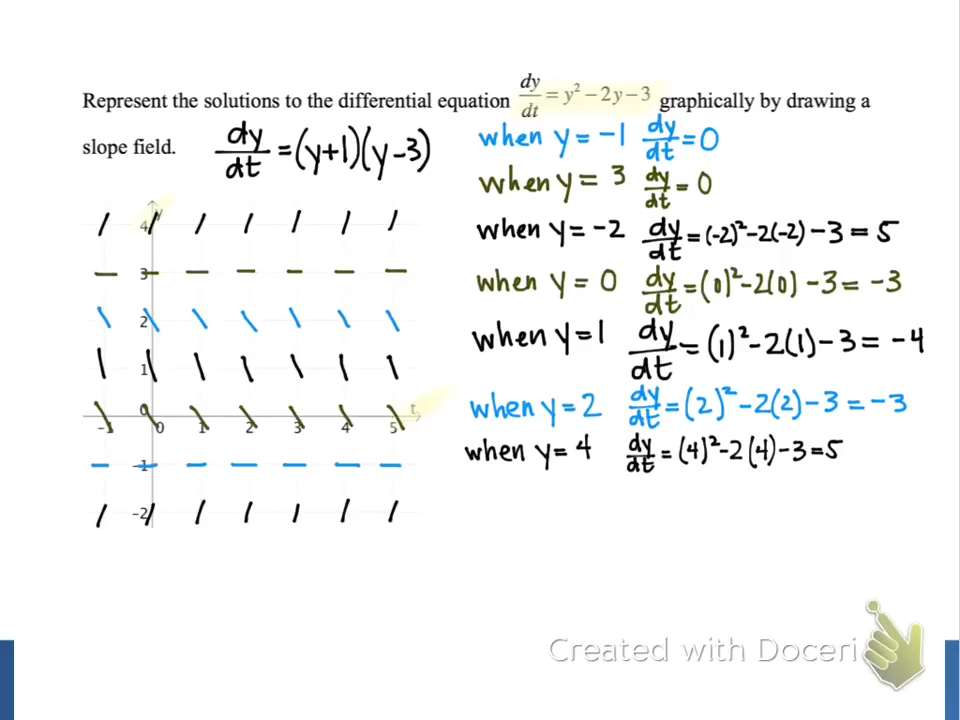 Represent the solutions to the differential equation dy/dt = y² − 2y − 3 graphically by drawing a
slope field.
dy/dt = (y+1)(y−3)
when y = −1 dy/dt = 0
when y = 3 dy/dt = 0
when y = −2 dy/dt = (−2)² − 2(−2) − 3 = 5
when y = 0 dy/dt = (0)² − 2(0) − 3 = −3
when y = 1 dy/dt = (1)² − 2(1) − 3 = −4
when y = 2 dy/dt = (2)² − 2(2) − 3 = −3
when y = 4 dy/dt = (4)² − 2(4) − 3 = 5
y
4
3
2
1
0
t
-1 0 1 2 3 4 5
-1
-2
Created with Doceri